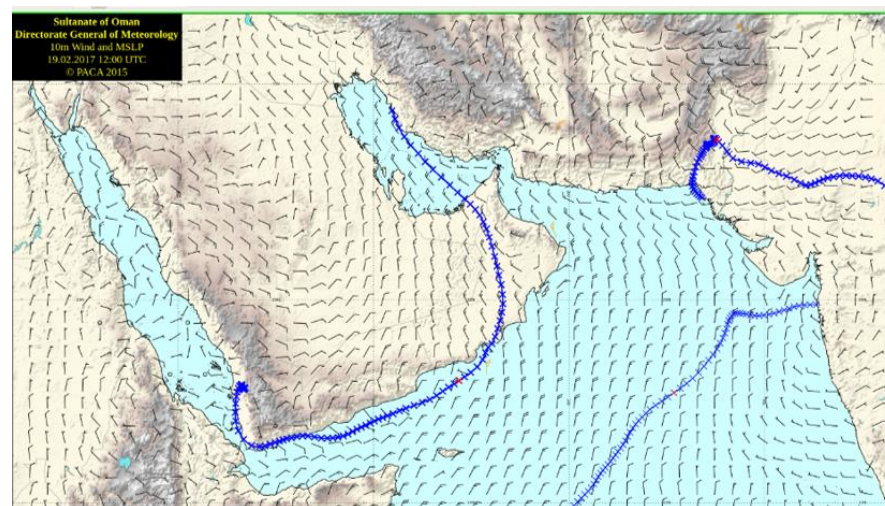 Sultanate of Oman
Directorate General of Meteorology
10m Wind and MSLP
19.02.2017 12:00 UTC
© PACA 2015